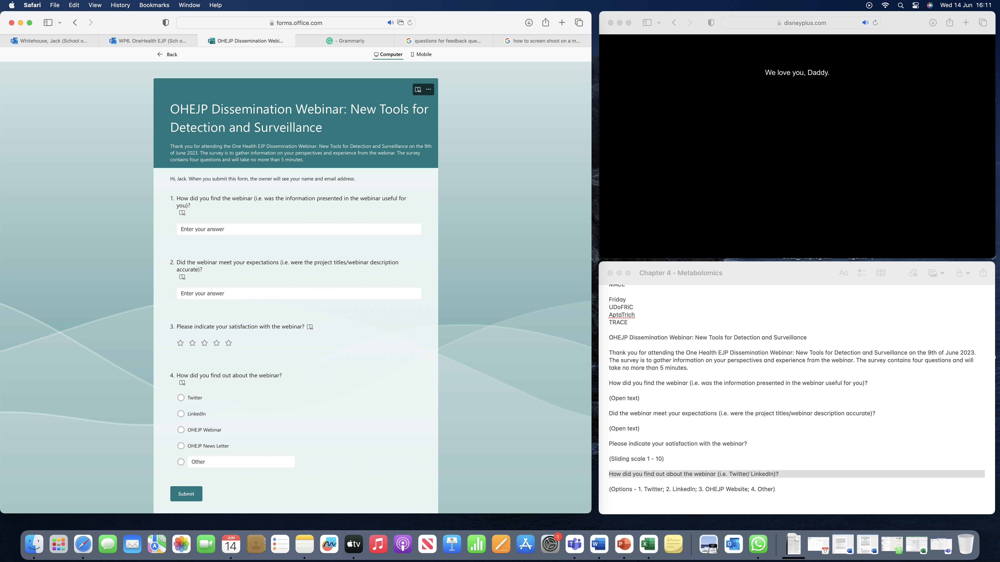 Safari File Edit View History Bookmarks Window Help
Wed 14 Jun 16:11
forms.office.com
Whitehouse, Jack (School o...
WP6. OneHealth EJP (Sch o...
OHEJP Dissemination Webi...
- Grammarly
questions for feedback que...
how to screen shoot on a m...
Back
Computer
Mobile
OHEJP Dissemination Webinar: New Tools for
Detection and Surveillance
Thank you for attending the One Health EJP Dissemination Webinar: New Tools for Detection and Surveillance on the 9th
of June 2023. The survey is to gather information on your perspectives and experience from the webinar. The survey
contains four questions and will take no more than 5 minutes.
Hi, Jack. When you submit this form, the owner will see your name and email address.
1. How did you find the webinar (i.e. was the information presented in the webinar useful for
you)?
Enter your answer
2. Did the webinar meet your expectations (i.e. were the project titles/webinar description
accurate)?
Enter your answer
3. Please indicate your satisfaction with the webinar?
4. How did you find out about the webinar?
Twitter
LinkedIn
OHEJP Webinar
OHEJP News Letter
Other
Submit
disneyplus.com
We love you, Daddy.
Chapter 4 - Metabolomics
Aa
MACE
Friday
UDoFRiC
AptaTrich
TRACE
OHEJP Dissemination Webinar: New Tools for Detection and Surveillance
Thank you for attending the One Health EJP Dissemination Webinar: New Tools for Detection and Surveillance on the 9th of June 2023.
The survey is to gather information on your perspectives and experience from the webinar. The survey contains four questions and will
take no more than 5 minutes.
How did you find the webinar (i.e. was the information presented in the webinar useful for you)?
(Open text)
Did the webinar meet your expectations (i.e. were the project titles/webinar description accurate)?
(Open text)
Please indicate your satisfaction with the webinar?
(Sliding scale 1 - 10)
How did you find out about the webinar (i.e. Twitter/ LinkedIn)?
(Options - 1. Twitter; 2. LinkedIn; 3. OHEJP Website; 4. Other)
JUN
14
tv
1
17